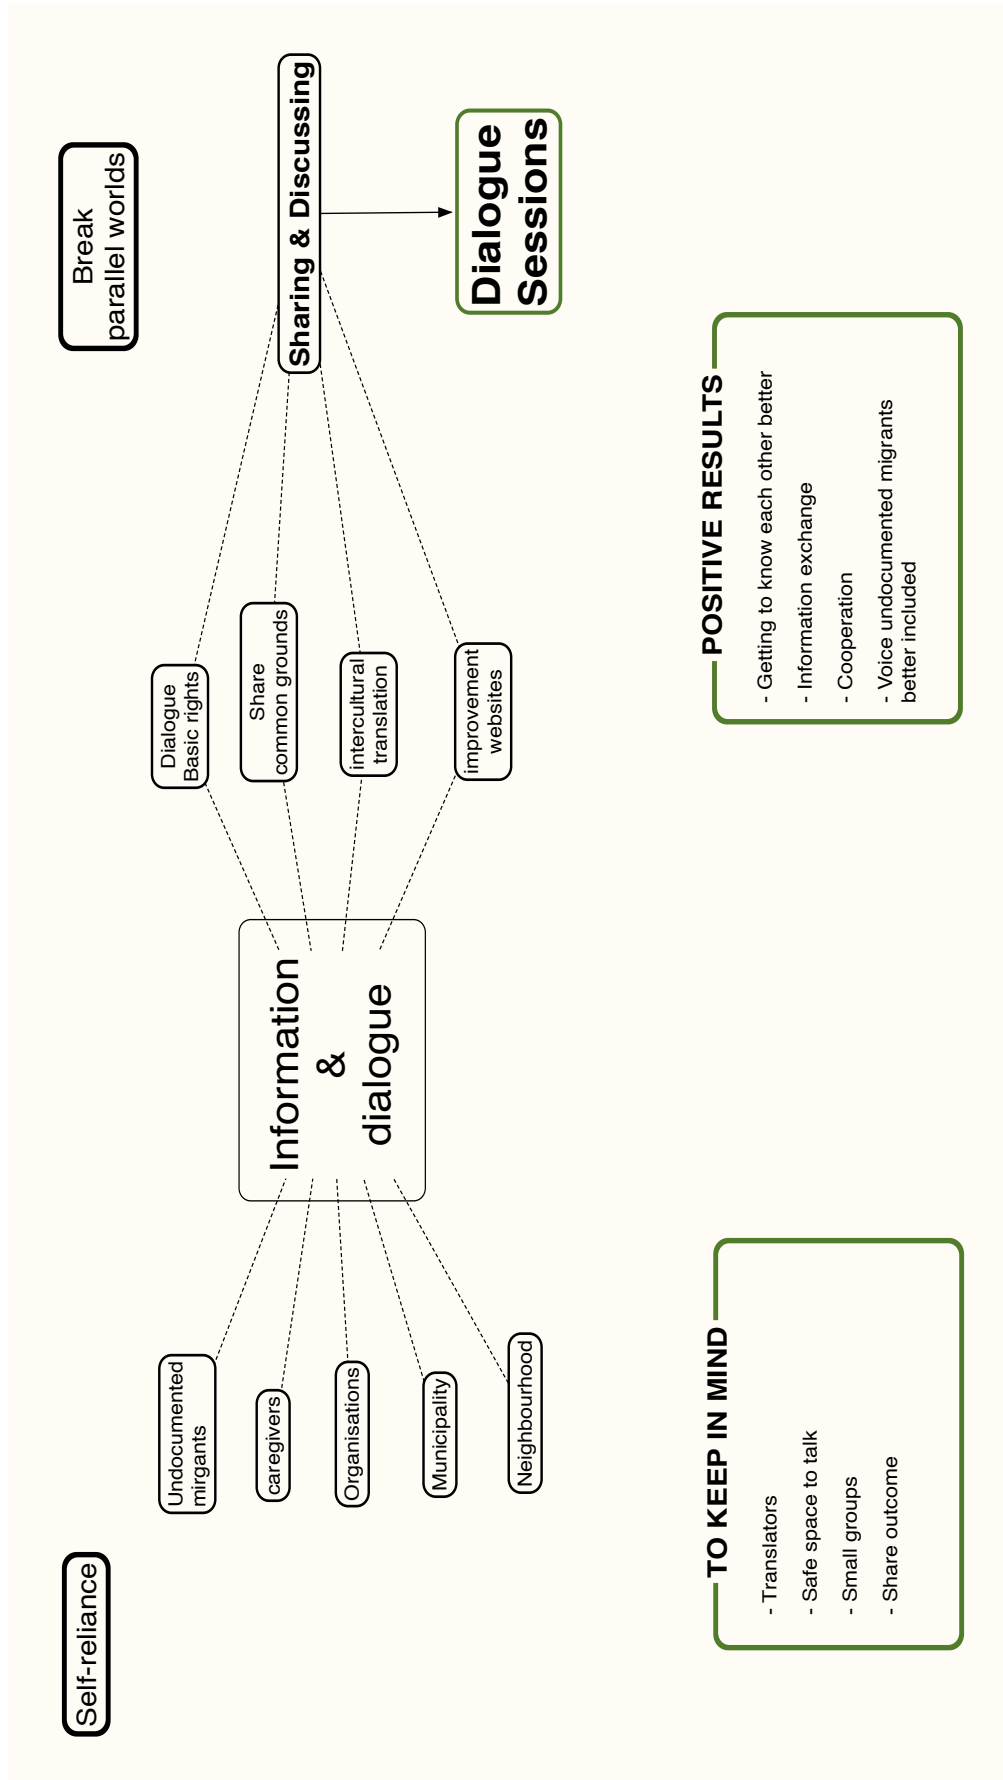 Self-reliance
Break
parallel worlds
Undocumented
mirgants
caregivers
Organisations
Municipality
Neighbourhood
Information
&
dialogue
Dialogue
Basic rights
Share
common grounds
intercultural
translation
improvement
websites
Sharing & Discussing
Dialogue
Sessions
TO KEEP IN MIND
- Translators
- Safe space to talk
- Small groups
- Share outcome
POSITIVE RESULTS
- Getting to know each other better
- Information exchange
- Cooperation
- Voice undocumented migrants
better included